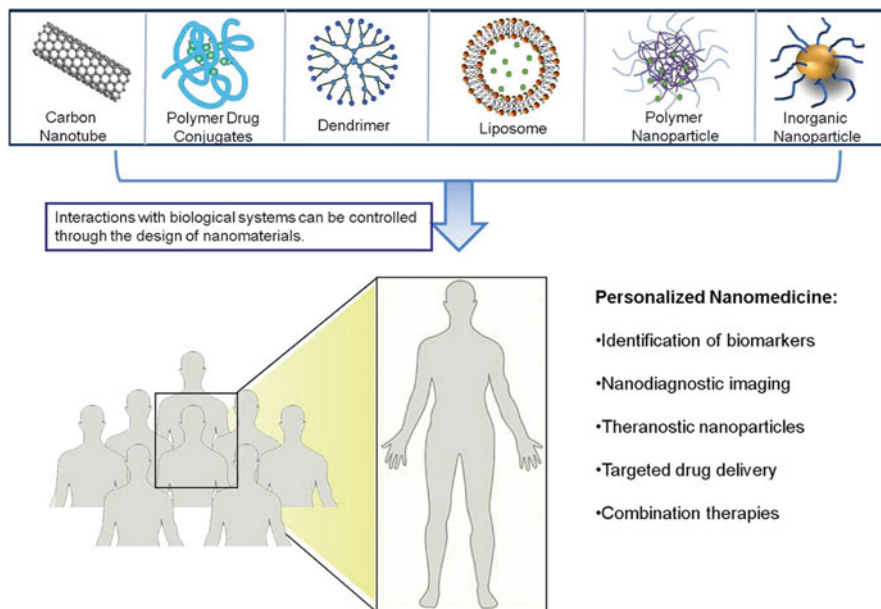 Carbon
Nanotube
Polymer Drug
Conjugates
Dendrimer
Liposome
Polymer
Nanoparticle
Inorganic
Nanoparticle
Interactions with biological systems can be controlled
through the design of nanomaterials.
Personalized Nanomedicine:
•Identification of biomarkers
•Nanodiagnostic imaging
•Theranostic nanoparticles
•Targeted drug delivery
•Combination therapies